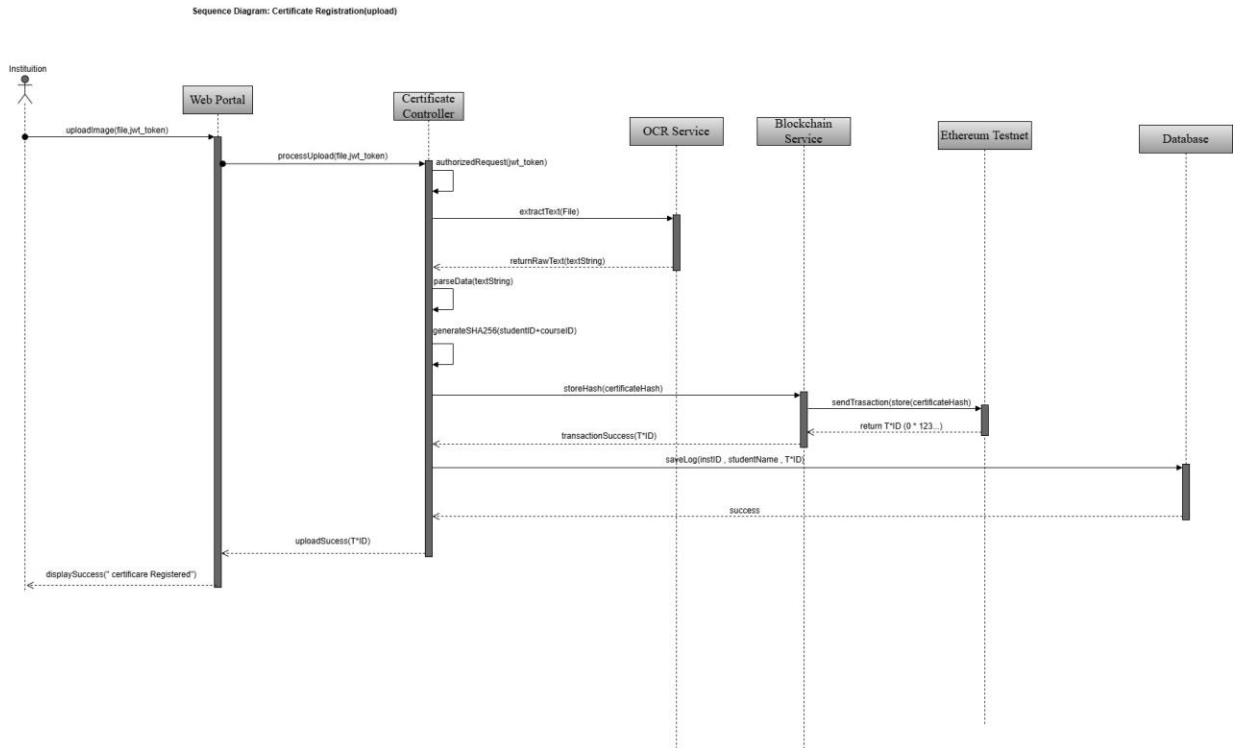 Sequence Diagram: Certificate Registration(upload)
Instituition
Web Portal
Certificate
Controller
OCR Service
Blockchain
Service
Ethereum Testnet
Database
uploadImage(file,jwt_token)
processUpload(file,jwt_token)
authorizedRequest(jwt_token)
extractText(File)
returnRawText(textString)
parseData(textString)
generateSHA256(studentID+courseID)
storeHash(certificateHash)
sendTrasaction(store(certificateHash)
return T*ID (0 * 123...)
transactionSuccess(T*ID)
saveLog(instID , studentName , T*ID)
success
uploadSucess(T*ID)
displaySuccess(" certificare Registered")